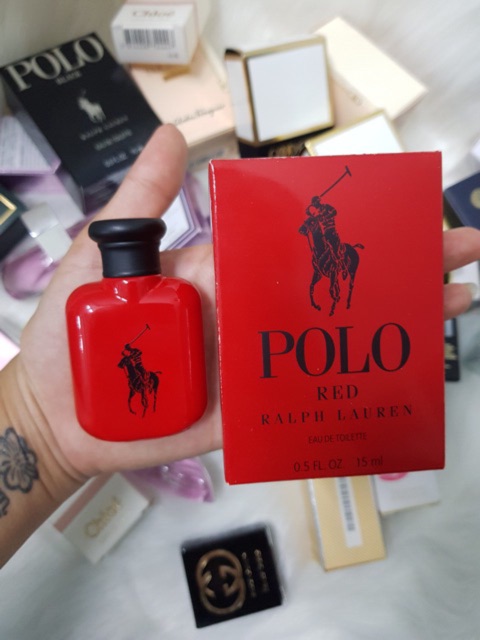 POLO
BLACK
RALPH LAUREN
Chloé
POLO
RED
RALPH LAUREN
EAU DE TOILETTE
0.5 FL. OZ 15 ml
Chloé